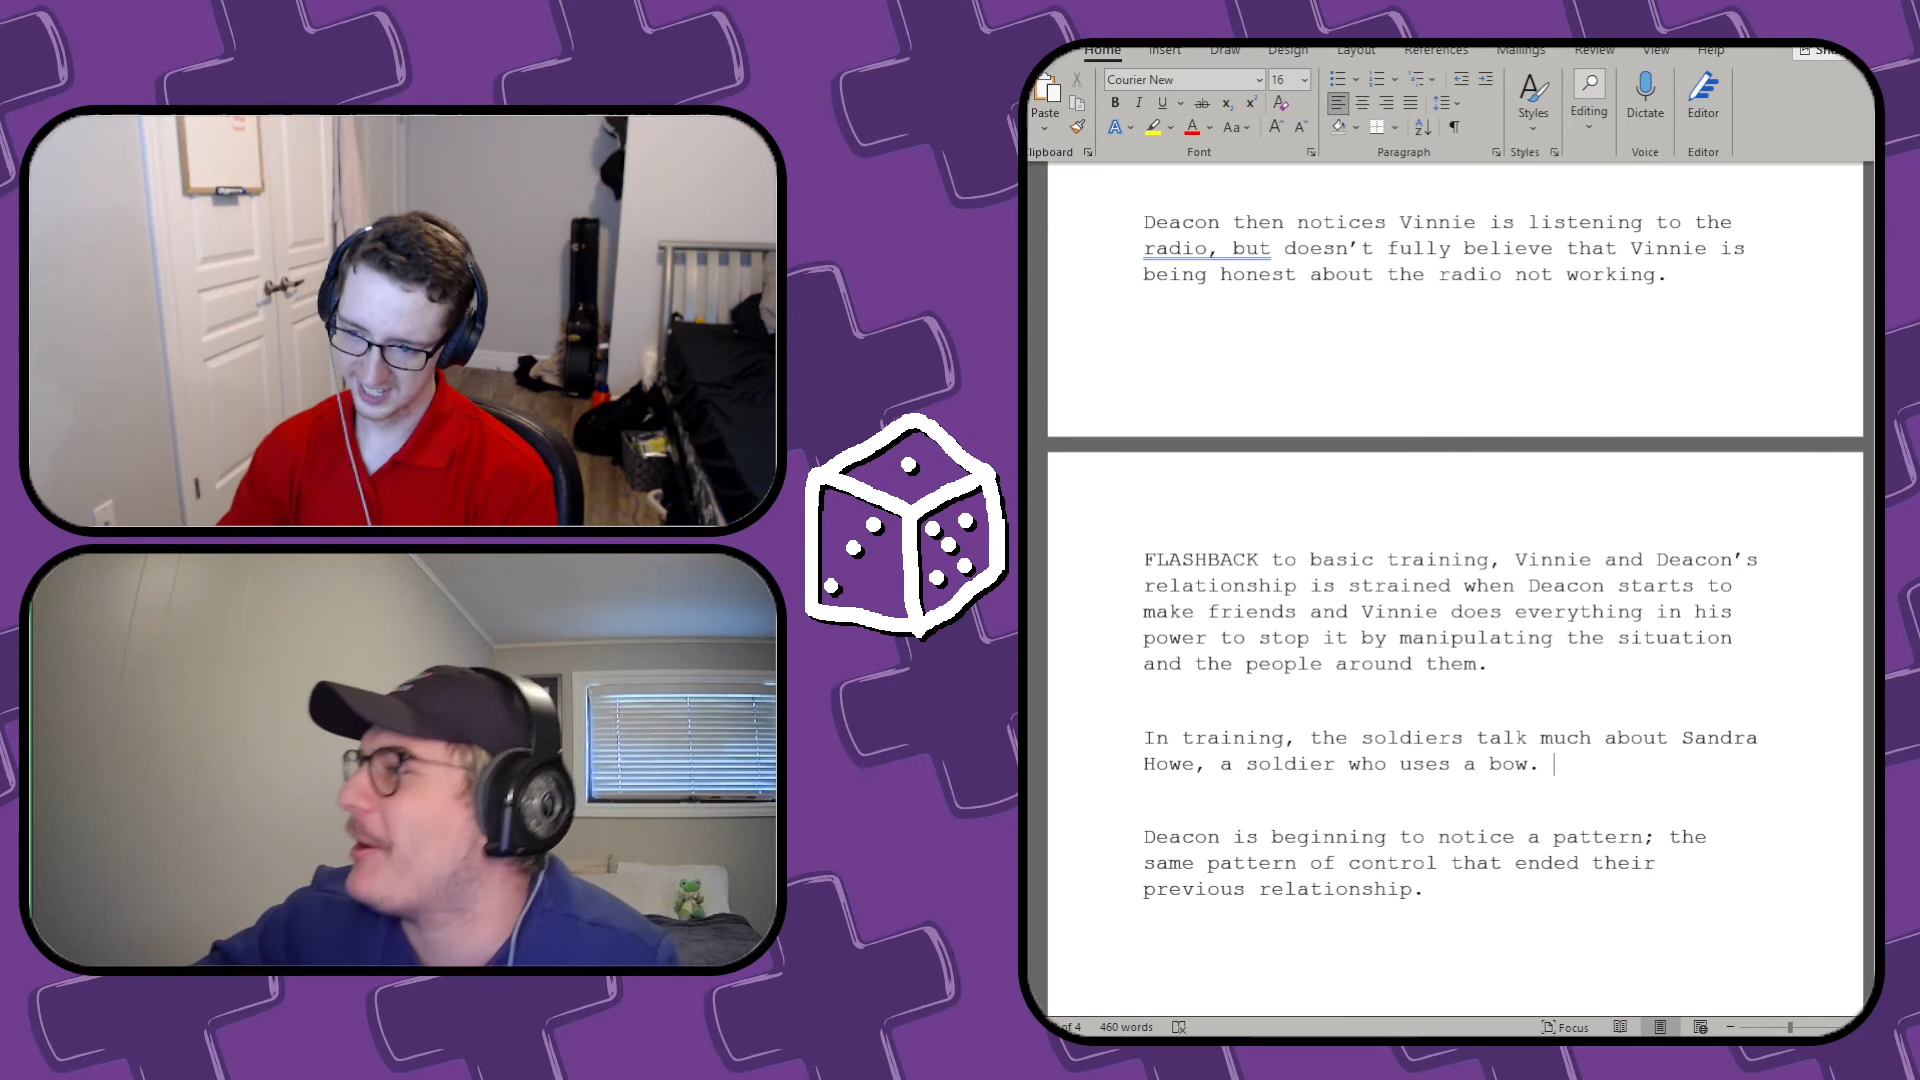 Home Insert Draw Design Layout References Mailings Review View Help
Courier New 16
Paste
Styles Editing Dictate Editor
Clipboard Font Paragraph Styles Voice Editor
Deacon then notices Vinnie is listening to the
radio, but doesn’t fully believe that Vinnie is
being honest about the radio not working.
FLASHBACK to basic training, Vinnie and Deacon’s
relationship is strained when Deacon starts to
make friends and Vinnie does everything in his
power to stop it by manipulating the situation
and the people around them.
In training, the soldiers talk much about Sandra
Howe, a soldier who uses a bow.
Deacon is beginning to notice a pattern; the
same pattern of control that ended their
previous relationship.
of 4 460 words Focus